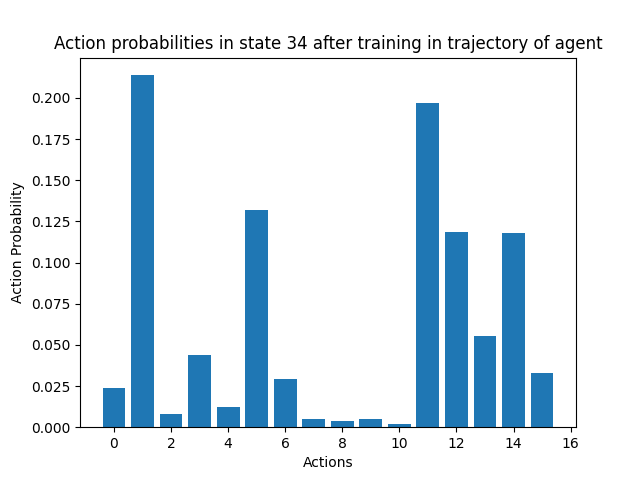 Action probabilities in state 34 after training in trajectory of agent
0.200
0.175
0.150
0.125
0.100
0.075
0.050
0.025
0.000
Action Probability
0 2 4 6 8 10 12 14 16
Actions